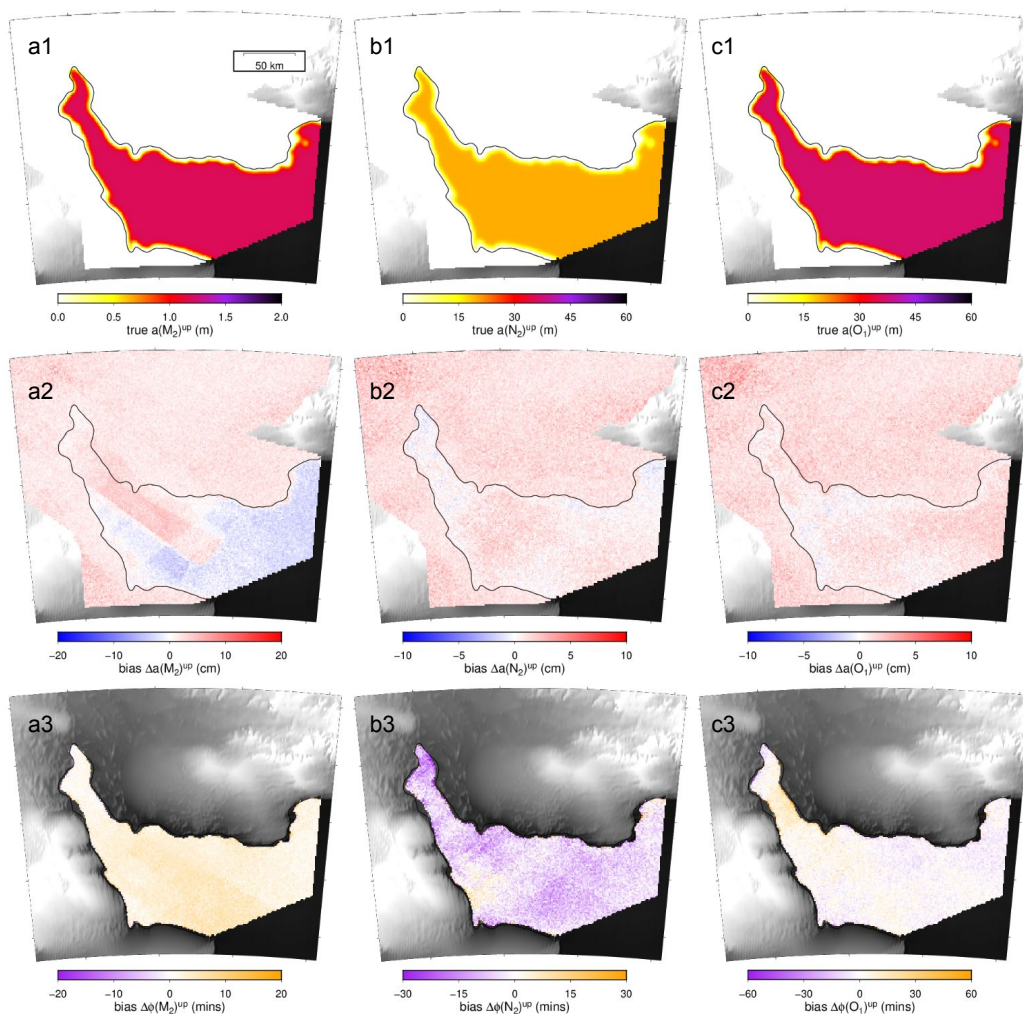 a1 b1 c1
50 km
0.0 0.5 1.0 1.5 2.0 0 15 30 45 60 0 15 30 45 60
true a(M₂)ᵘᵖ (m) true a(N₂)ᵘᵖ (m) true a(O₁)ᵘᵖ (m)
a2 b2 c2
−20 −10 0 10 20 −10 −5 0 5 10 −10 −5 0 5 10
bias Δa(M₂)ᵘᵖ (cm) bias Δa(N₂)ᵘᵖ (cm) bias Δa(O₁)ᵘᵖ (cm)
a3 b3 c3
−20 −10 0 10 20 −30 −15 0 15 30 −60 −30 0 30 60
bias Δϕ(M₂)ᵘᵖ (mins) bias Δϕ(N₂)ᵘᵖ (mins) bias Δϕ(O₁)ᵘᵖ (mins)